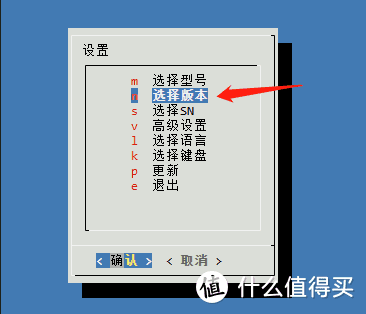 设置
m 选择型号
n 选择版本
s 选择SN
v 高级设置
l 选择语言
k 选择键盘
p 更新
e 退出
< 确认 > < 取消 >
值 什么值得买